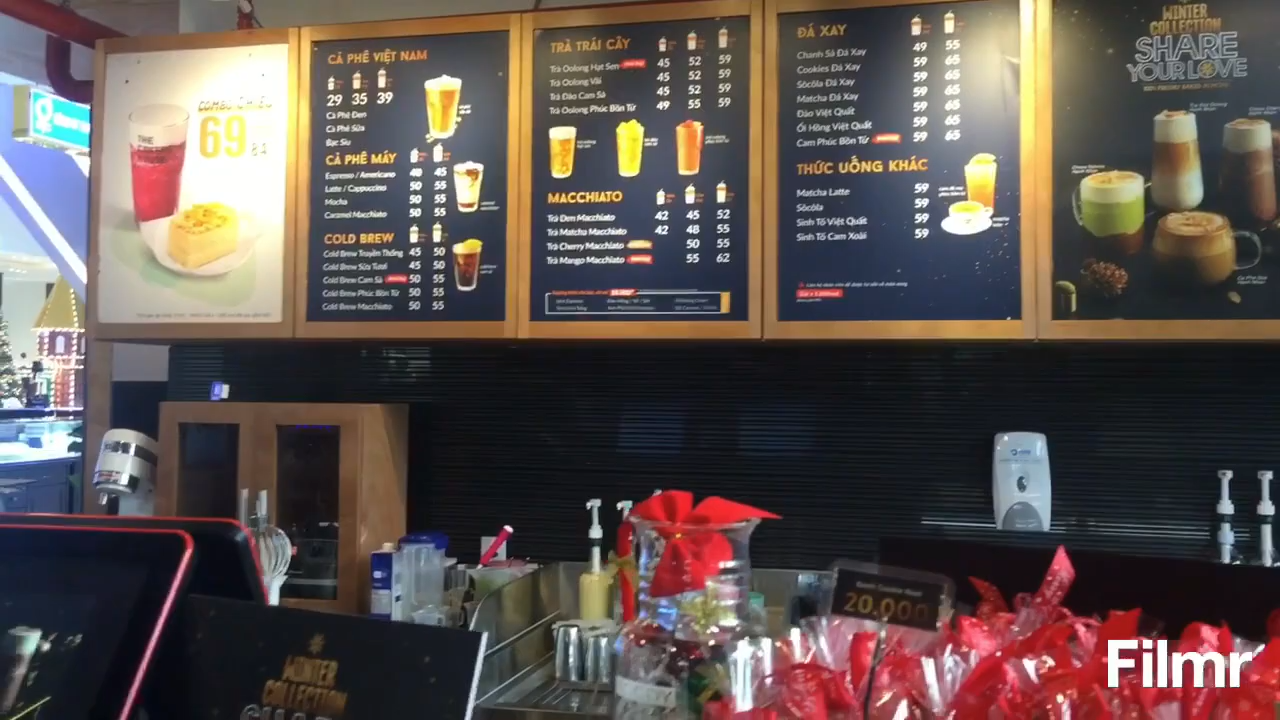 THE
69
CÀ PHÊ VIỆT NAM
29 35 39
Cà Phê Đen
Cà Phê Sữa
Bạc Sỉu
CÀ PHÊ MÁY
Espresso / Americano 40 45
Latte / Cappuccino 50 55
Mocha 50 55
Caramel Macchiato 50 55
COLD BREW
Cold Brew Truyền Thống 45 50
Cold Brew Sữa Tươi 45 50
Cold Brew Cam Sả 50 55
Cold Brew Phúc Bồn Tử 50 55
Cold Brew Macchiato 50 55
TRÀ TRÁI CÂY
Trà Oolong Hạt Sen 45 52 59
Trà Oolong Vải 45 52 59
Trà Đào Cam Sả 45 52 59
Trà Oolong Phúc Bồn Tử 49 55 59
MACCHIATO
Trà Đen Macchiato 42 45 52
Trà Matcha Macchiato 42 48 55
Trà Cherry Macchiato 50 55
Trà Mango Macchiato 55 62
ĐÁ XAY
Chanh Sả Đá Xay 49 55
Cookies Đá Xay 59 65
Sôcôla Đá Xay 59 65
Matcha Đá Xay 59 65
Đào Việt Quất 59 65
Ổi Hồng Việt Quất 59 65
Cam Phúc Bồn Tử 59 65
THỨC UỐNG KHÁC
Matcha Latte 59
Sôcôla 59
Sinh Tố Việt Quất 59
Sinh Tố Cam Xoài 59
WINTER
COLLECTION
SHARE
YOUR LOVE
20.000
WINTER
COLLECTION
Filmr